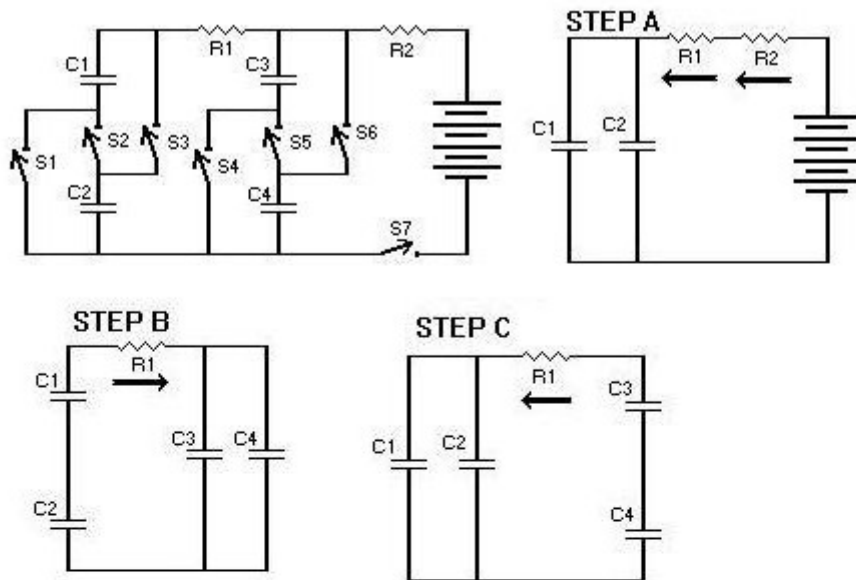 R1
R2
C1
C3
S1
S2
S3
S4
S5
S6
C2
C4
S7
STEP A
R1
R2
C1
C2
STEP B
R1
C1
C3
C4
C2
STEP C
R1
C3
C1
C2
C4